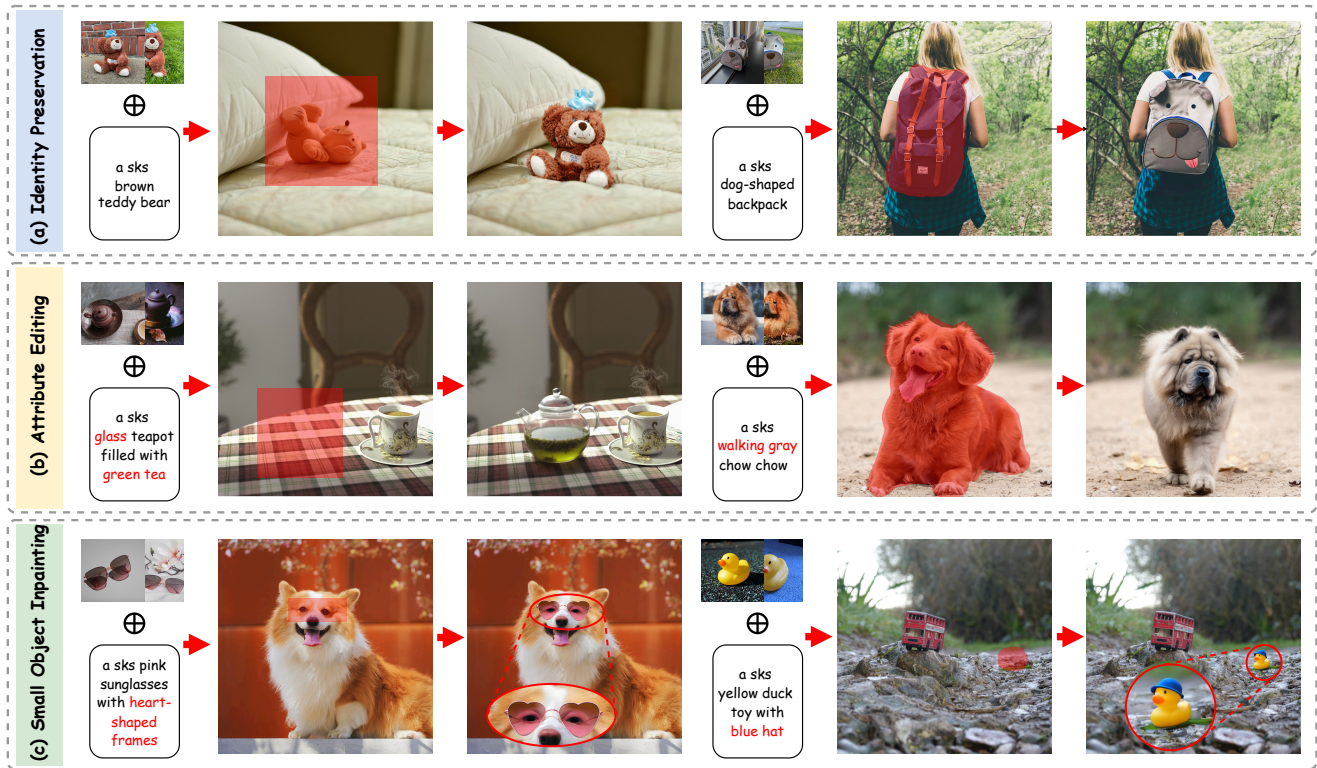 (a) Identity Preservation
a sks
brown
teddy bear
a sks
dog-shaped
backpack
(b) Attribute Editing
a sks
glass teapot
filled with
green tea
a sks
walking gray
chow chow
(c) Small Object Inpainting
a sks pink
sunglasses
with heart-
shaped
frames
a sks
yellow duck
toy with
blue hat